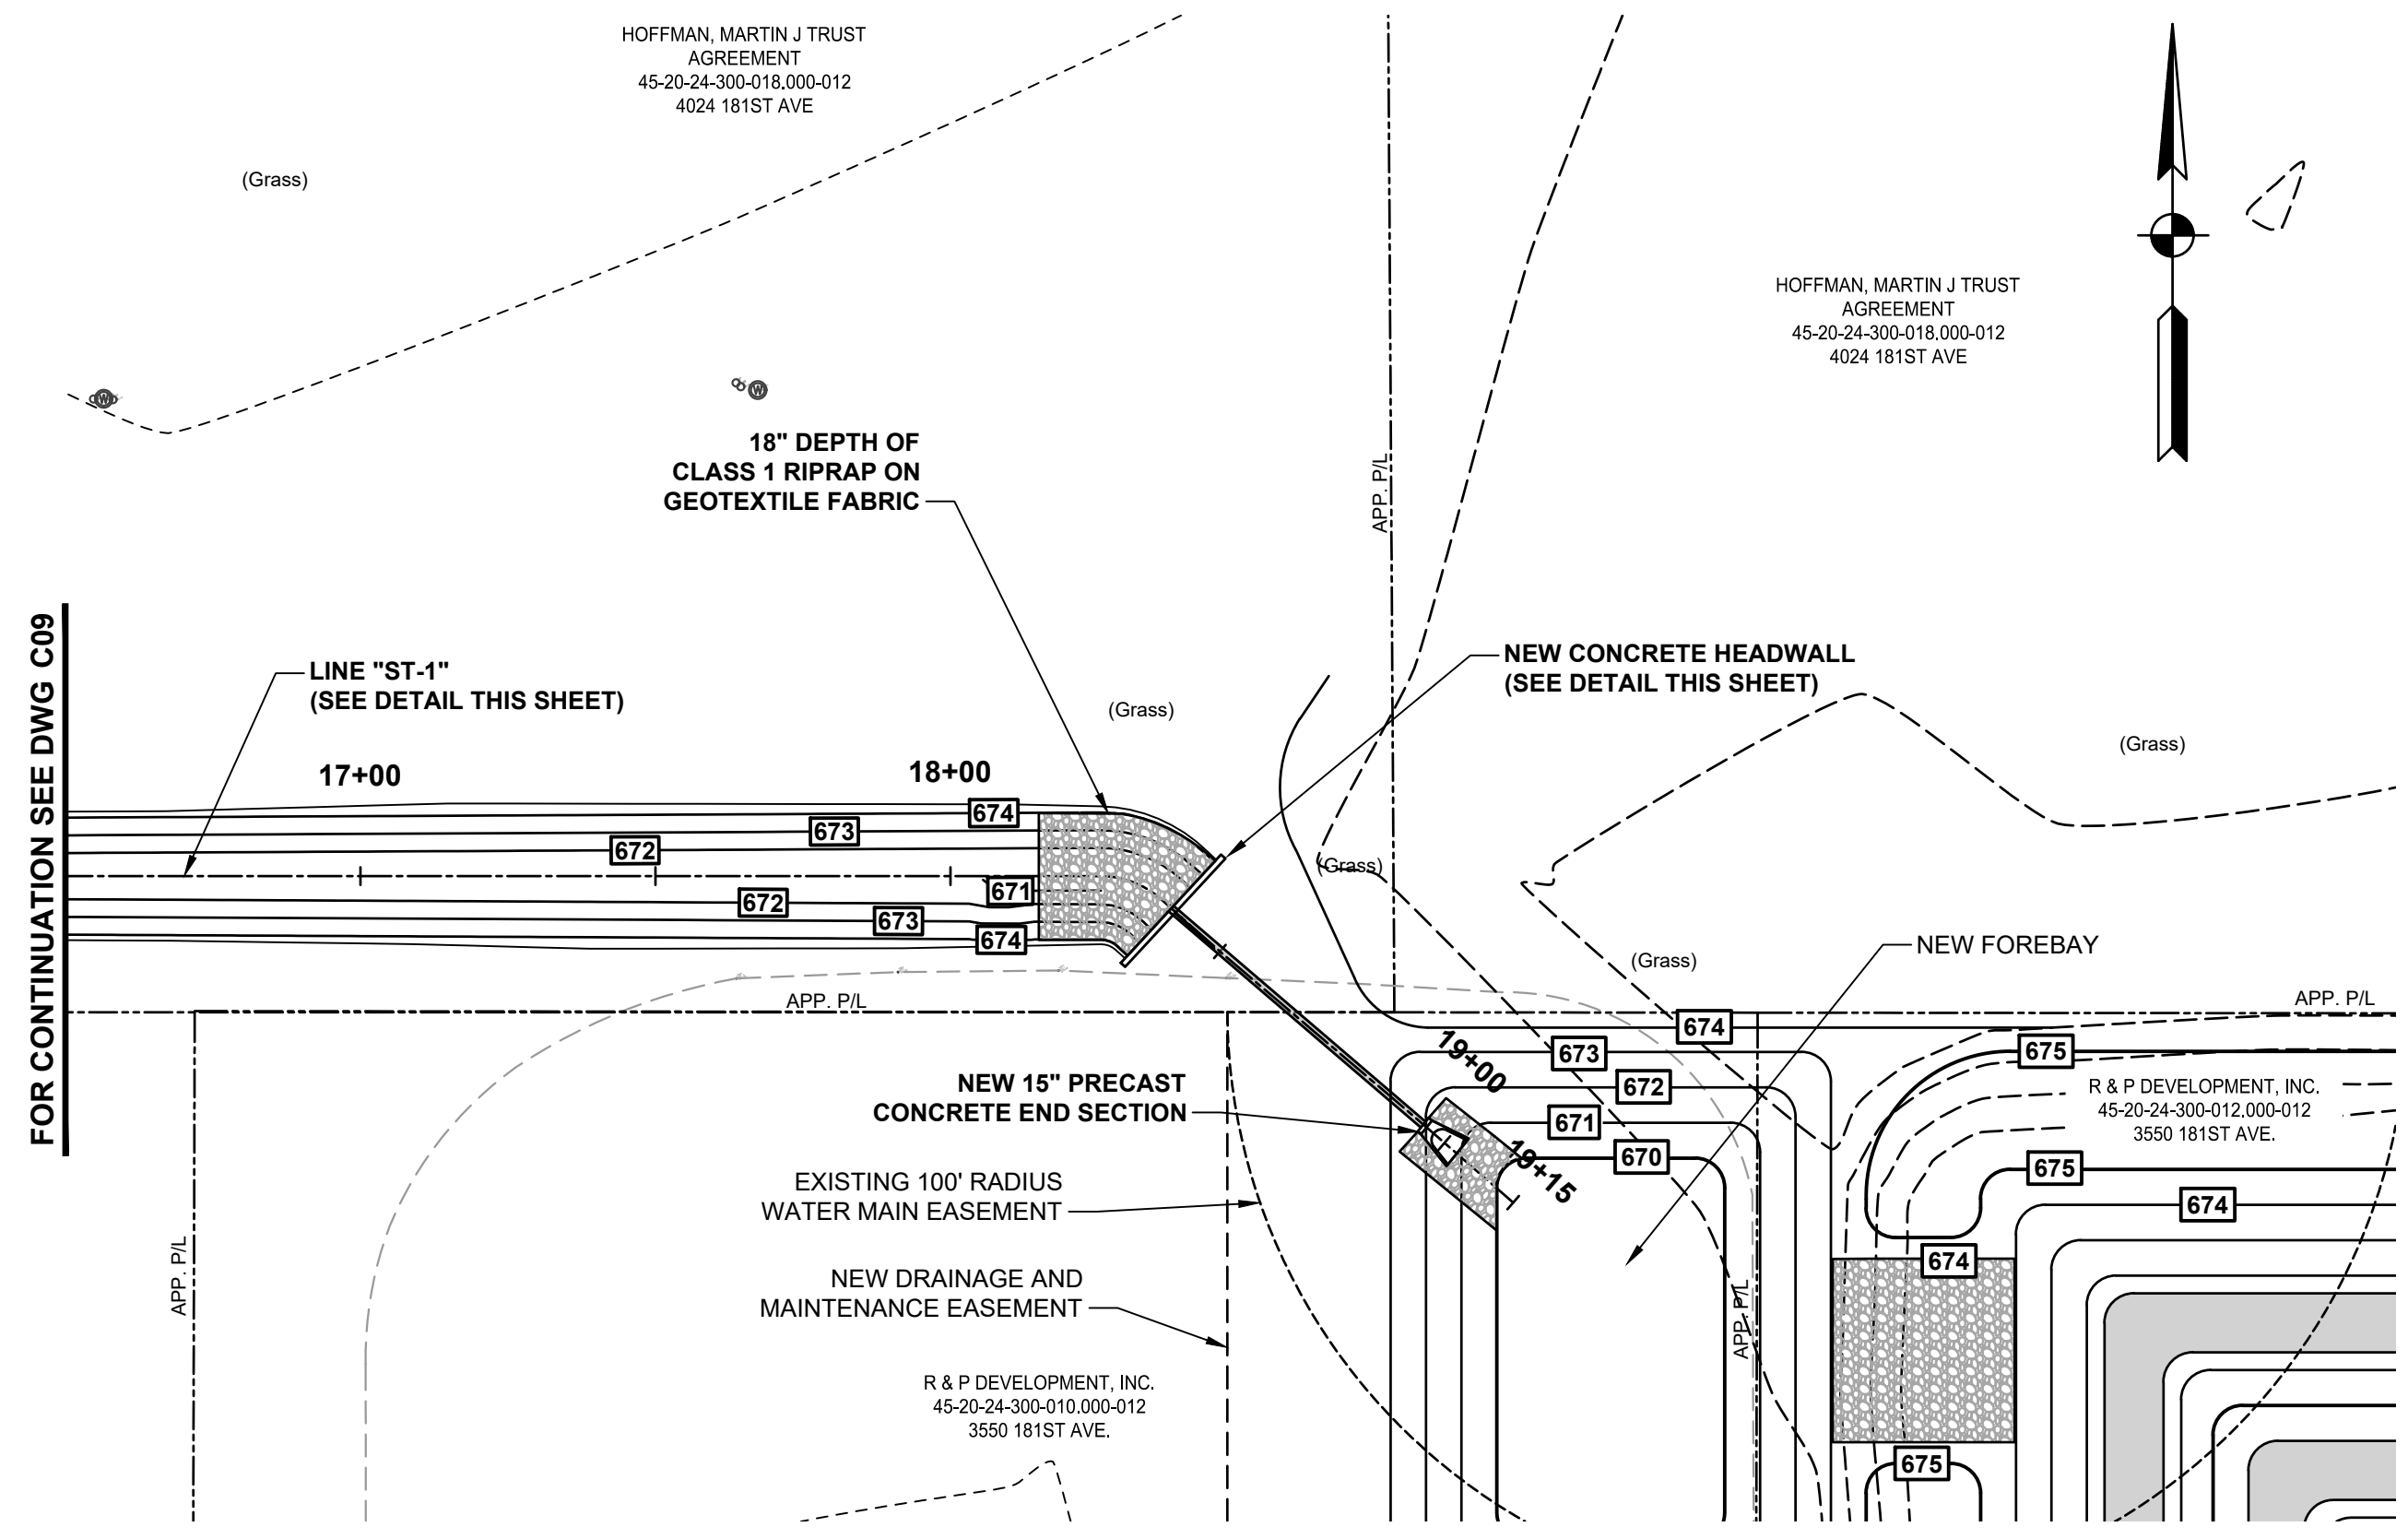 HOFFMAN, MARTIN J TRUST
AGREEMENT
45-20-24-300-018.000-012
4024 181ST AVE
(Grass)
HOFFMAN, MARTIN J TRUST
AGREEMENT
45-20-24-300-018.000-012
4024 181ST AVE
W
W
18" DEPTH OF
CLASS 1 RIPRAP ON
GEOTEXTILE FABRIC
APP. P/L
FOR CONTINUATION SEE DWG C09
LINE "ST-1"
(SEE DETAIL THIS SHEET)
NEW CONCRETE HEADWALL
(SEE DETAIL THIS SHEET)
(Grass)
(Grass)
17+00
18+00
674
673
672
(Grass)
671
672
673
674
(Grass)
NEW FOREBAY
APP. P/L
APP. P/L
674
673
675
19+00
672
671
670
19+15
NEW 15" PRECAST
CONCRETE END SECTION
R & P DEVELOPMENT, INC.
45-20-24-300-012.000-012
3550 181ST AVE.
675
674
674
EXISTING 100' RADIUS
WATER MAIN EASEMENT
APP. P/L
NEW DRAINAGE AND
MAINTENANCE EASEMENT
APP. P/L
R & P DEVELOPMENT, INC.
45-20-24-300-010.000-012
3550 181ST AVE.
675